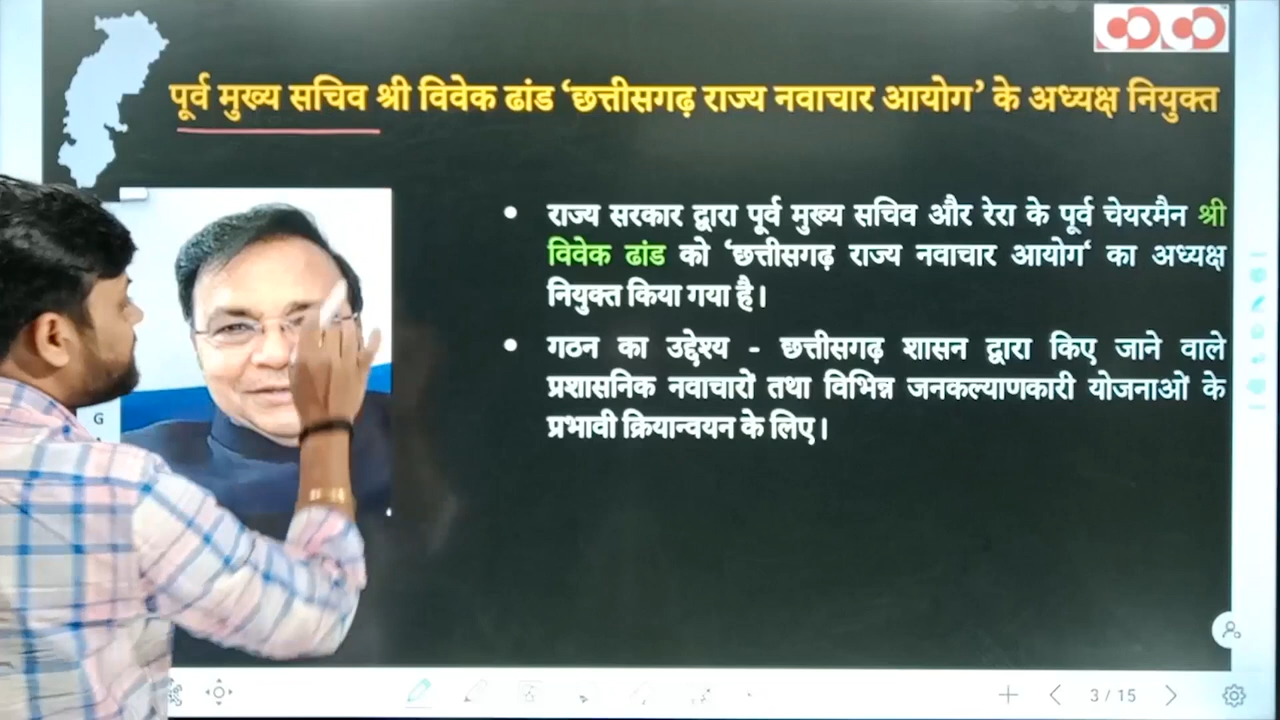 पूर्व मुख्य सचिव श्री विवेक ढांड ‘छत्तीसगढ़ राज्य नवाचार आयोग’ के अध्यक्ष नियुक्त
• राज्य सरकार द्वारा पूर्व मुख्य सचिव और रेरा के पूर्व चेयरमैन श्री
विवेक ढांड को ‘छत्तीसगढ़ राज्य नवाचार आयोग‘ का अध्यक्ष
नियुक्त किया गया है।
• गठन का उद्देश्य - छत्तीसगढ़ शासन द्वारा किए जाने वाले
प्रशासनिक नवाचारों तथा विभिन्न जनकल्याणकारी योजनाओं के
प्रभावी क्रियान्वयन के लिए।
G
3 / 15